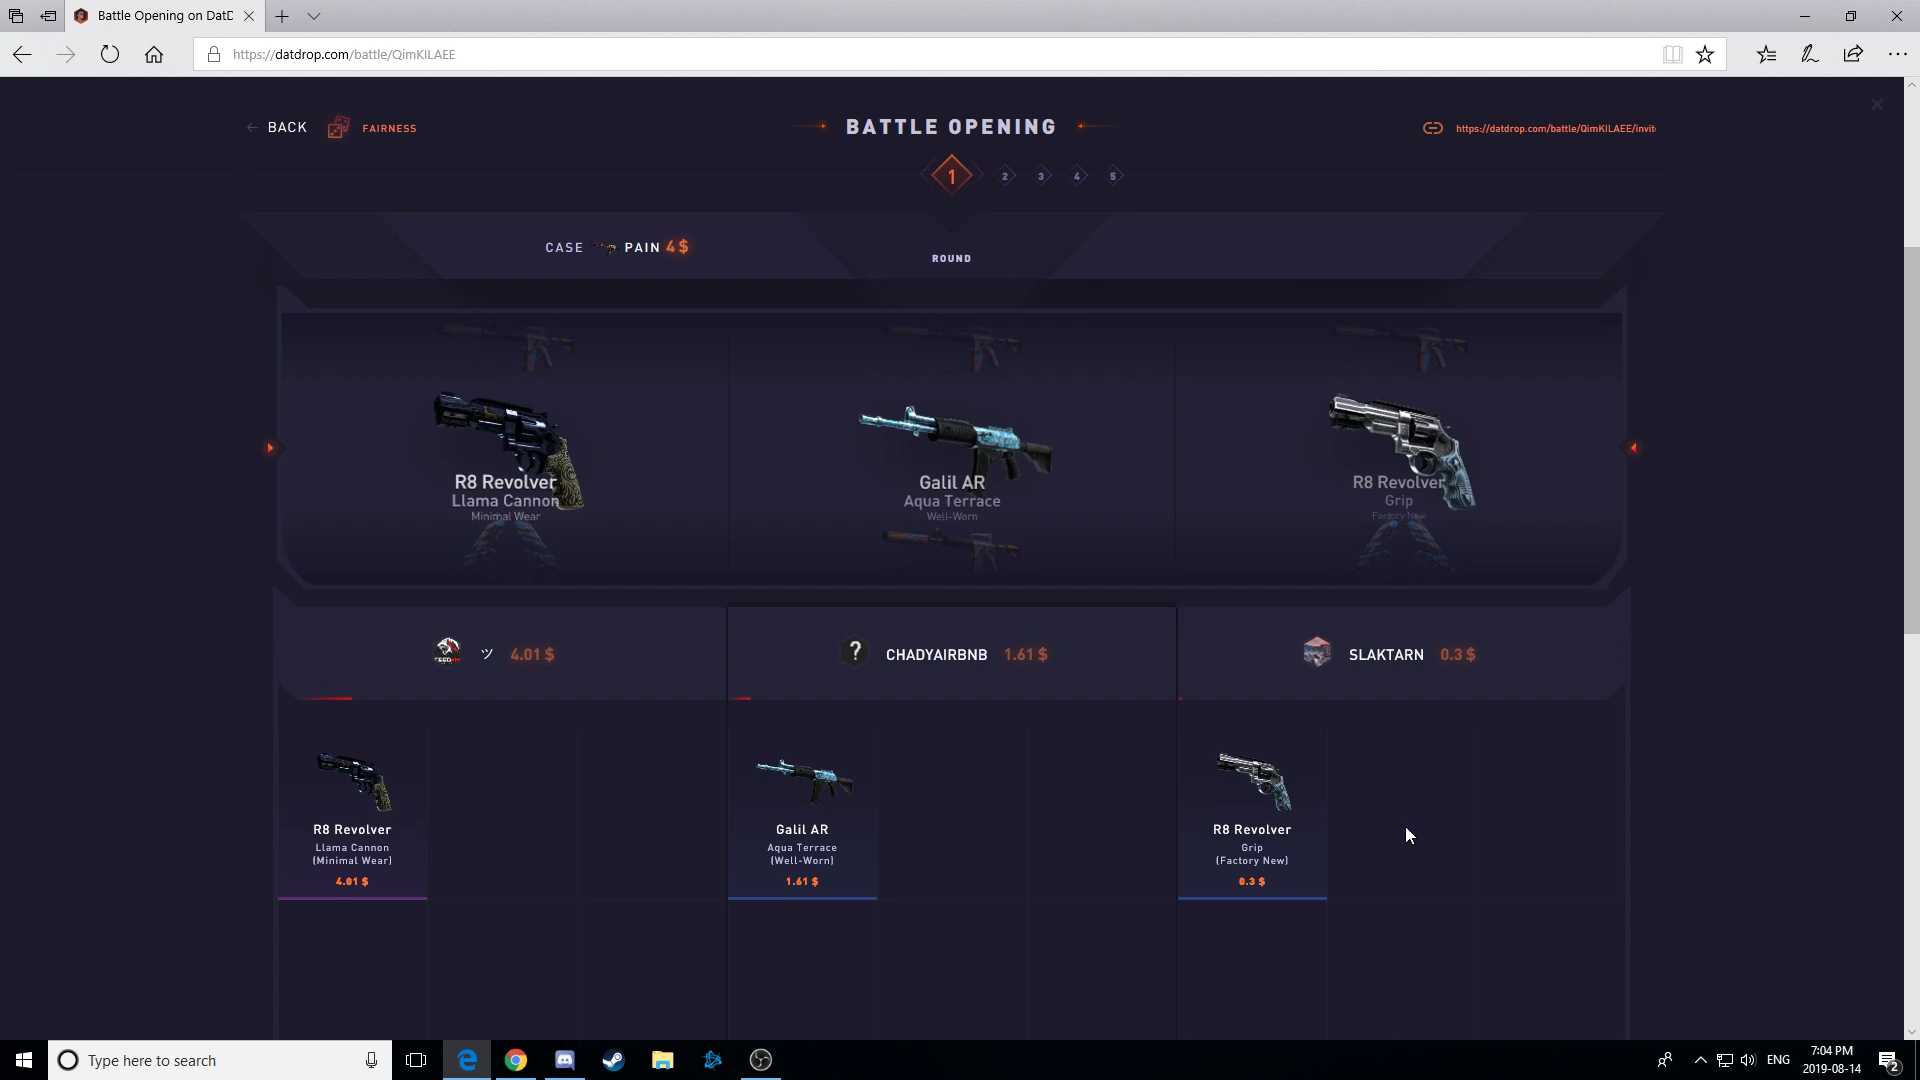 Battle Opening on DatD
https://datdrop.com/battle/QimKILAEE
BACK
FAIRNESS
BATTLE OPENING
https://datdrop.com/battle/QimKILAEE/invit
1
2
3
4
5
CASE PAIN 4 $
ROUND
R8 Revolver
Llama Cannon
Minimal Wear
Galil AR
Aqua Terrace
Well-Worn
R8 Revolver
Grip
Factory New
ツ 4.01 $
? CHADYAIRBNB 1.61 $
SLAKTARN 0.3 $
R8 Revolver
Llama Cannon
(Minimal Wear)
4.01 $
Galil AR
Aqua Terrace
(Well-Worn)
1.61 $
R8 Revolver
Grip
(Factory New)
0.3 $
Type here to search
ENG
7:04 PM
2019-08-14
2